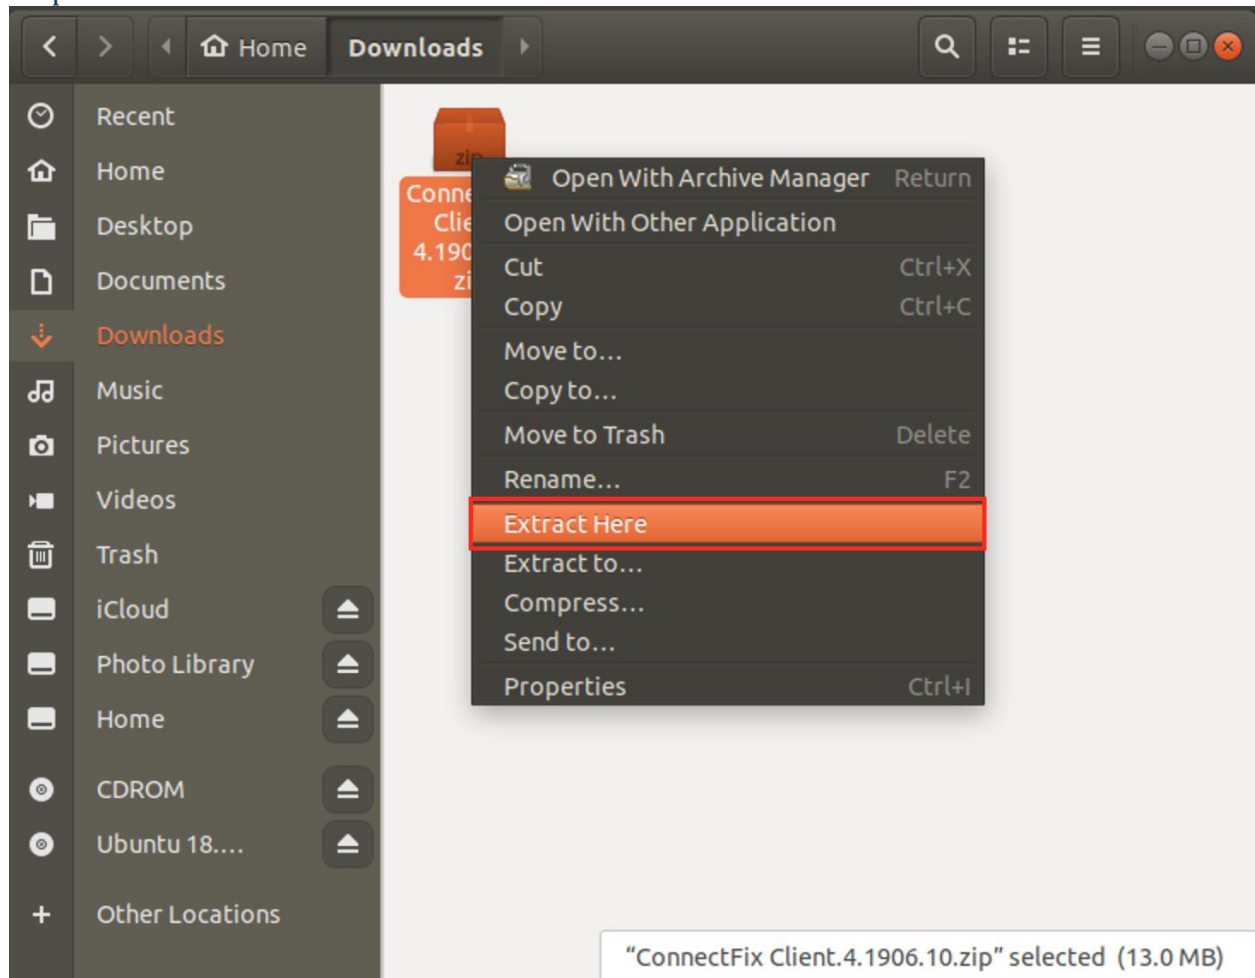 Home Downloads
Recent
Home
Desktop
Documents
Downloads
Music
Pictures
Videos
Trash
iCloud
Photo Library
Home
CDROM
Ubuntu 18.…
Other Locations
zip
Conne
Clie
4.190
zi
Open With Archive Manager Return
Open With Other Application
Cut Ctrl+X
Copy Ctrl+C
Move to…
Copy to…
Move to Trash Delete
Rename… F2
Extract Here
Extract to…
Compress…
Send to…
Properties Ctrl+I
“ConnectFix Client.4.1906.10.zip” selected (13.0 MB)